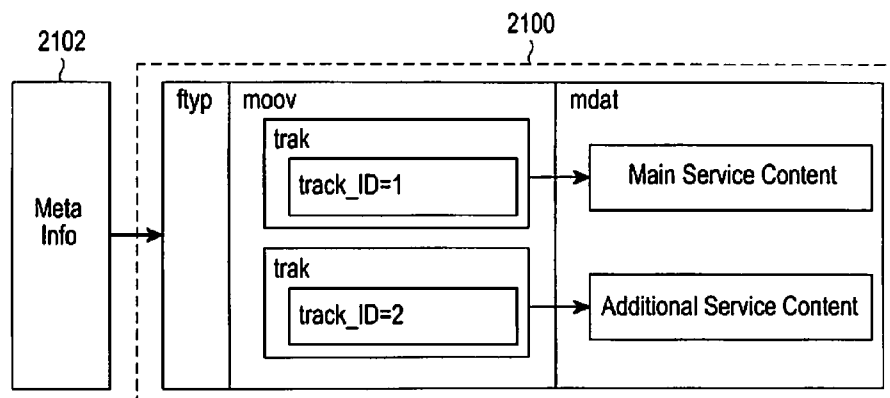 2102
2100
ftyp
moov
mdat
trak
track_ID=1
Main Service Content
Meta
Info
trak
track_ID=2
Additional Service Content